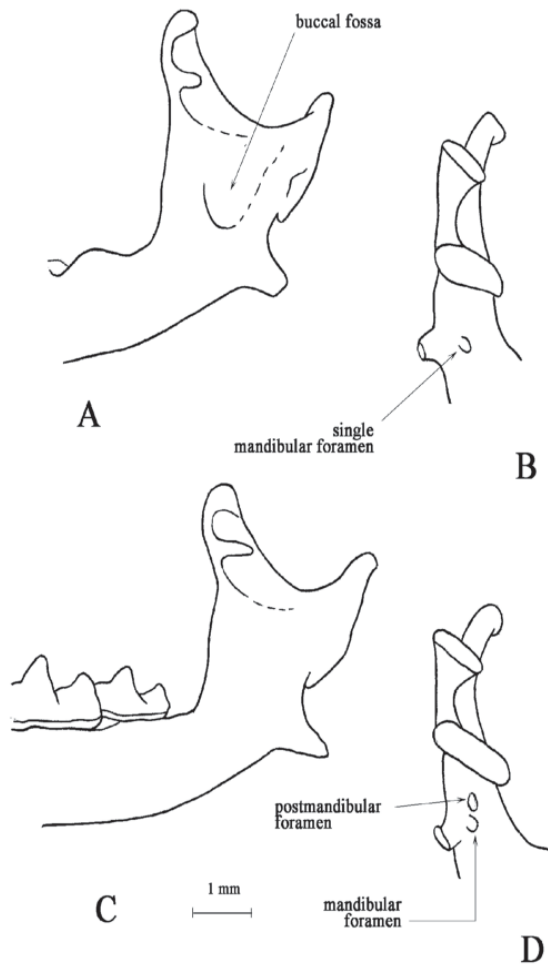 buccal fossa
A
single
mandibular foramen
B
postmandibular
foramen
C
1 mm
mandibular
foramen
D